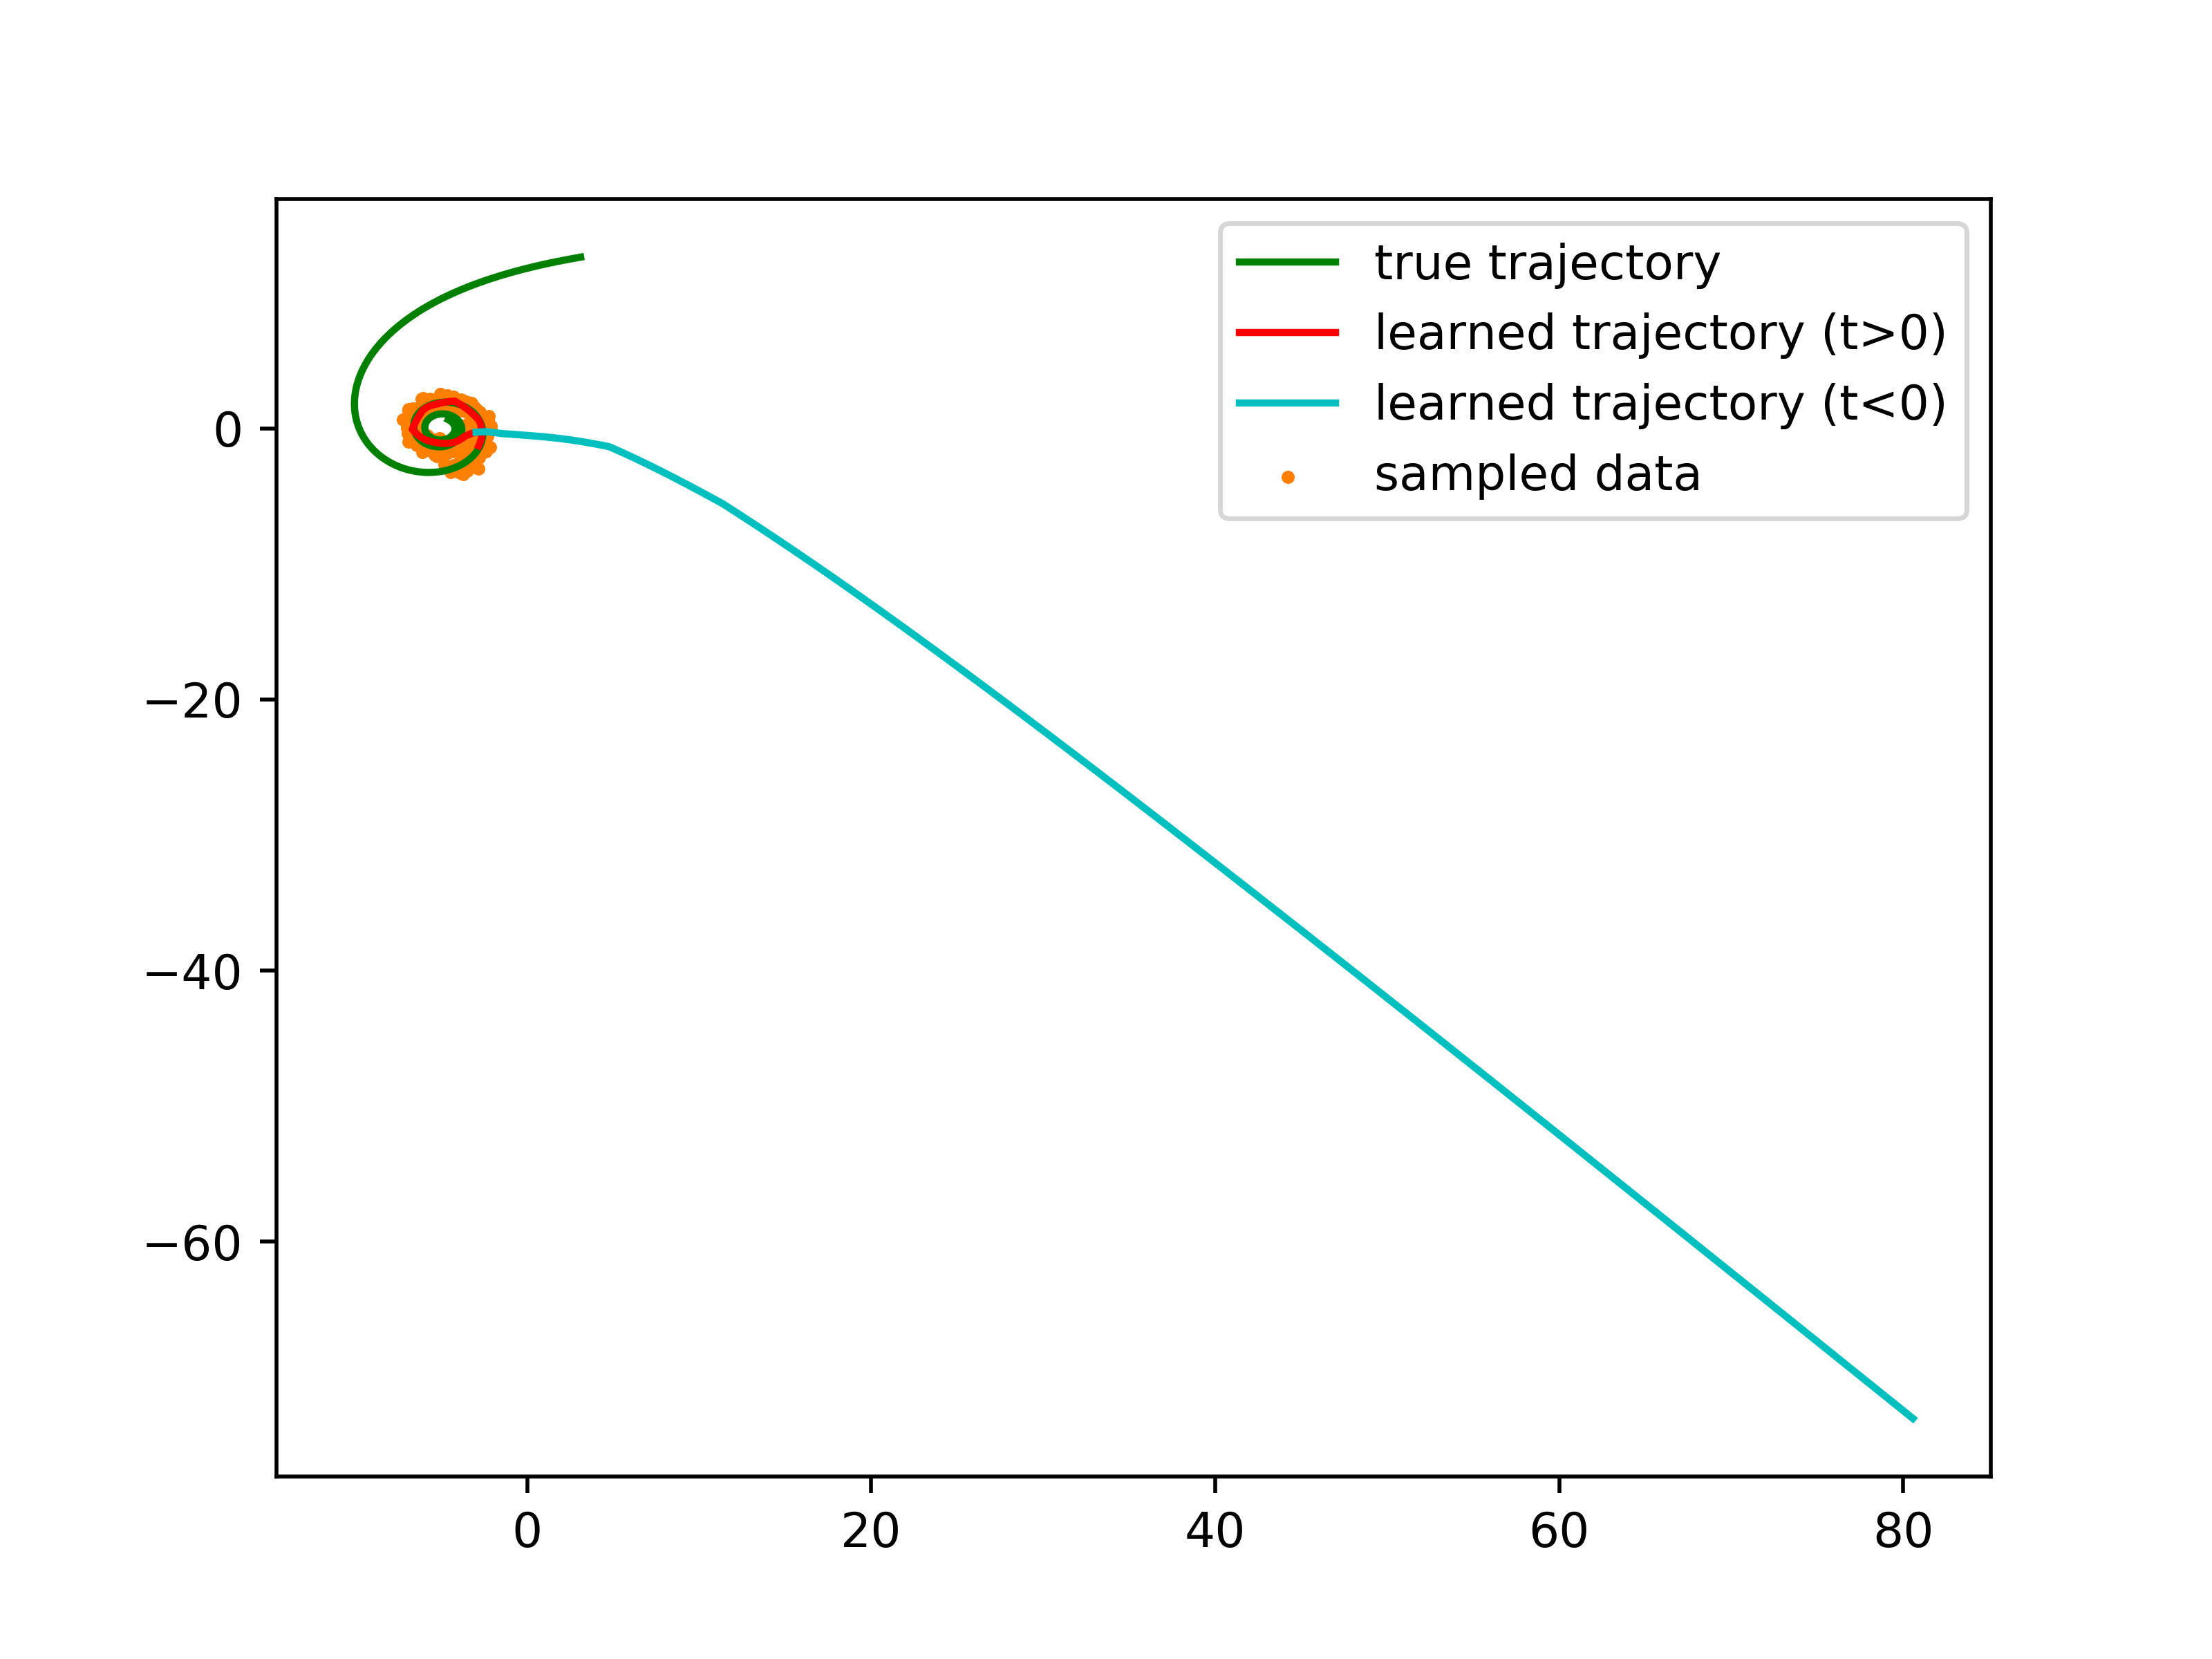 true trajectory
learned trajectory (t>0)
learned trajectory (t<0)
sampled data
0
−20
−40
−60
0 20 40 60 80